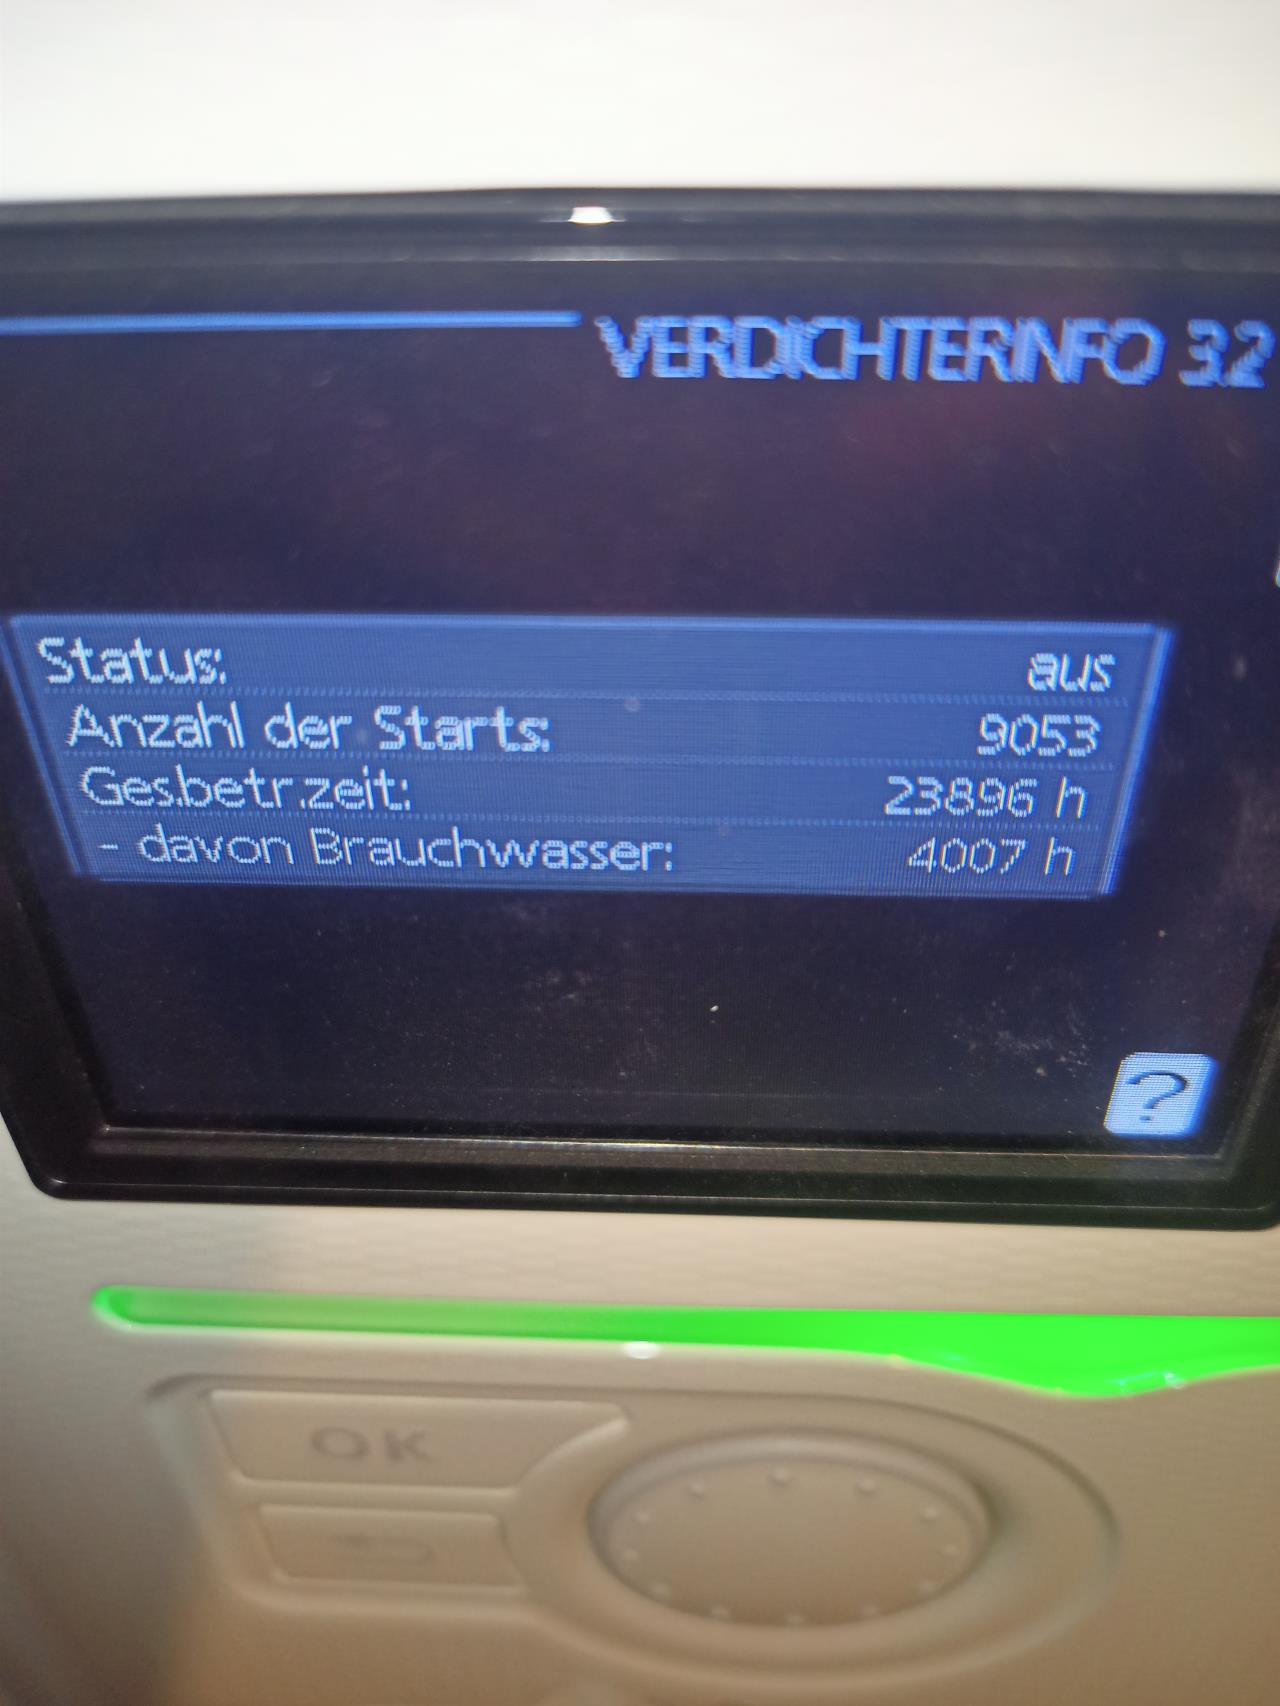 VERDICHTERINFO 3.2
Status: aus
Anzahl der Starts: 9053
Ges.betr.zeit: 23896 h
- davon Brauchwasser: 4007 h
?
OK